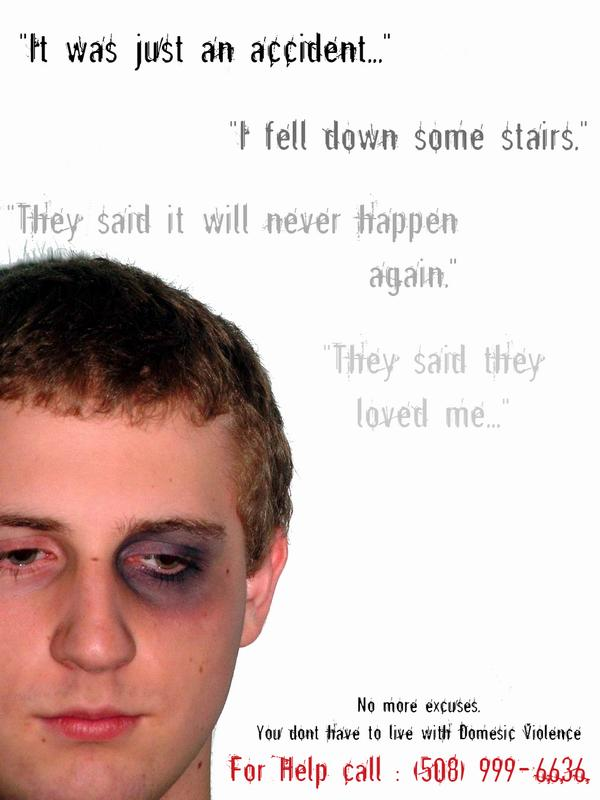 "It was just an accident..."
"I fell down some stairs."
"They said it will never happen
again."
"They said they
loved me..."
No more excuses.
You dont have to live with Domesic Violence
For Help call : (508) 999-6636.